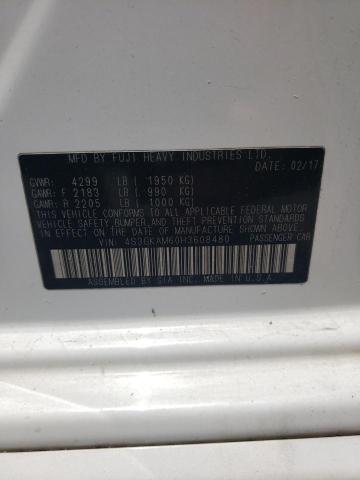 MFD BY FUJI HEAVY INDUSTRIES LTD.
DATE: 02/17
GVWR: 4299 LB ( 1950 KG)
GAWR: F 2183 LB ( 990 KG)
GAWR: R 2205 LB ( 1000 KG)
THIS VEHICLE CONFORMS TO ALL APPLICABLE FEDERAL MOTOR
VEHICLE SAFETY, BUMPER, AND THEFT PREVENTION STANDARDS
IN EFFECT ON THE DATE OF MANUFACTURE SHOWN ABOVE.
VIN: 4S3GKAM60H3608480 PASSENGER CAR
ASSEMBLED BY SIA INC. MADE IN U.S.A.